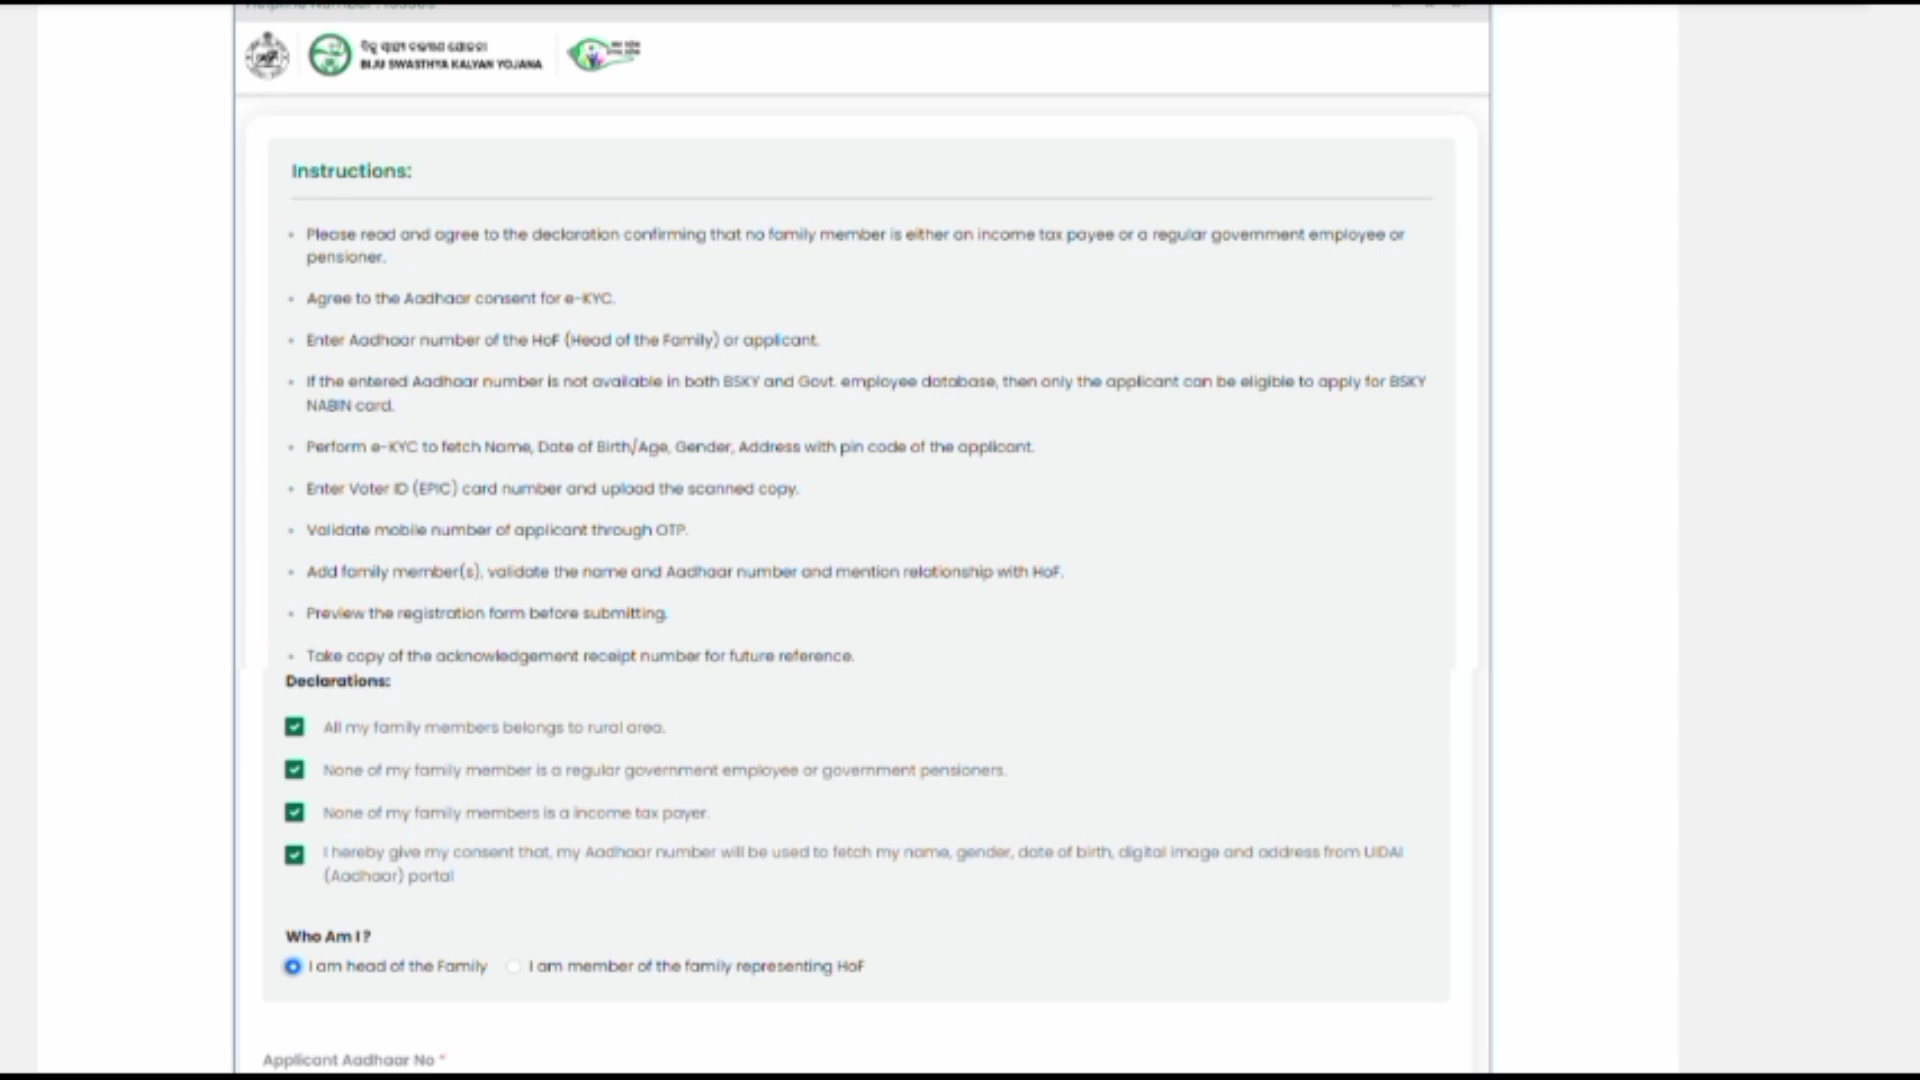 ବିଜୁ ସ୍ୱାସ୍ଥ୍ୟ କଲ୍ୟାଣ ଯୋଜନା
BIJU SWASTHYA KALYAN YOJANA
Instructions:
• Please read and agree to the declaration confirming that no family member is either an income tax payee or a regular government employee or
pensioner.
• Agree to the Aadhaar consent for e-KYC.
• Enter Aadhaar number of the HoF (Head of the Family) or applicant.
• If the entered Aadhaar number is not available in both BSKY and Govt. employee database, then only the applicant can be eligible to apply for BSKY
NABIN card.
• Perform e-KYC to fetch Name, Date of Birth/Age, Gender, Address with pin code of the applicant.
• Enter Voter ID (EPIC) card number and upload the scanned copy.
• Validate mobile number of applicant through OTP.
• Add family member(s), validate the name and Aadhaar number and mention relationship with HoF.
• Preview the registration form before submitting.
• Take copy of the acknowledgement receipt number for future reference.
Declarations:
All my family members belongs to rural area.
None of my family member is a regular government employee or government pensioners.
None of my family members is a income tax payer.
I hereby give my consent that, my Aadhaar number will be used to fetch my name, gender, date of birth, digital image and address from UIDAI
(Aadhaar) portal
Who Am I ?
I am head of the Family I am member of the family representing HoF
Applicant Aadhaar No *